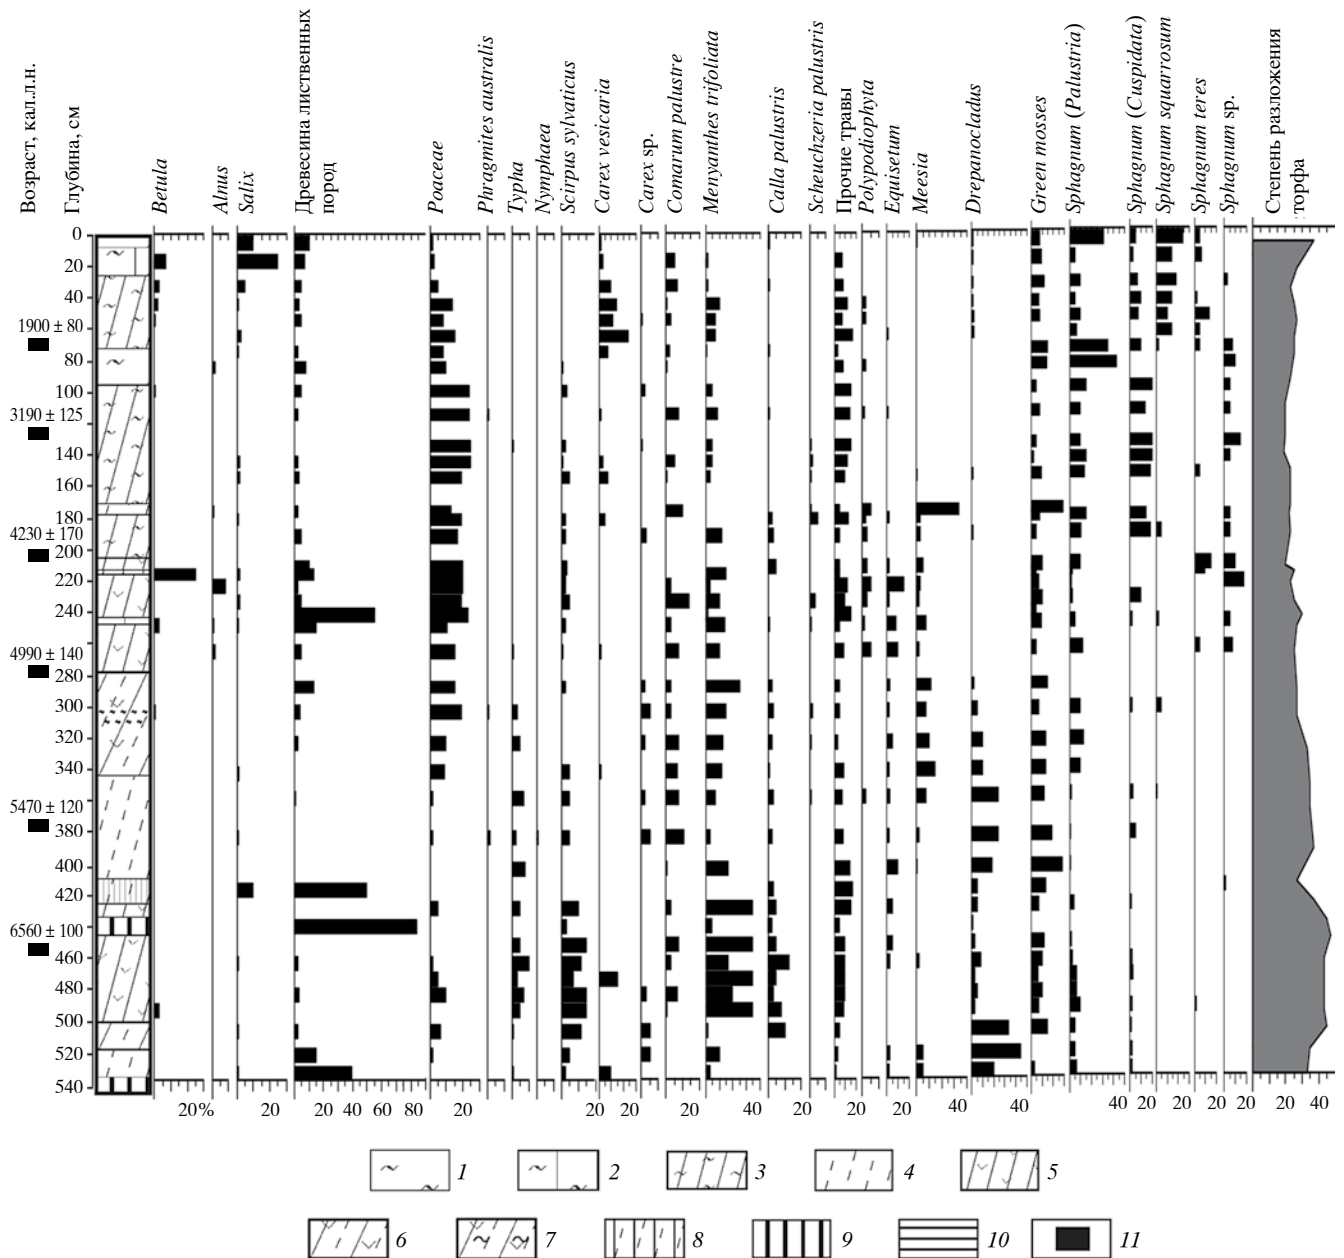 Возраст, кал.л.н.
Глубина, см
Betula
Alnus
Salix
Древесина лиственных
пород
Poaceae
Phragmites australis
Typha
Nymphaea
Scirpus sylvaticus
Carex vesicaria
Carex sp.
Comarum palustre
Menyanthes trifoliata
Calla palustris
Scheuchzeria palustris
Прочие травы
Polypodiophyta
Equisetum
Meesia
Drepanocladus
Green mosses
Sphagnum (Palustria)
Sphagnum (Cuspidata)
Sphagnum squarrosum
Sphagnum teres
Sphagnum sp.
Степень разложения
торфа
0
20
40
1900 ± 80
60
80
100
3190 ± 125
120
140
160
180
4230 ± 170
200
220
240
4990 ± 140
280
300
320
340
5470 ± 120
380
400
420
6560 ± 100
460
480
500
520
540
20% 20 20 40 60 80 20 20 20 20 40 20 20 40 40 40 20 20 20 20 20 40
1 2 3 4 5
6 7 8 9 10 11